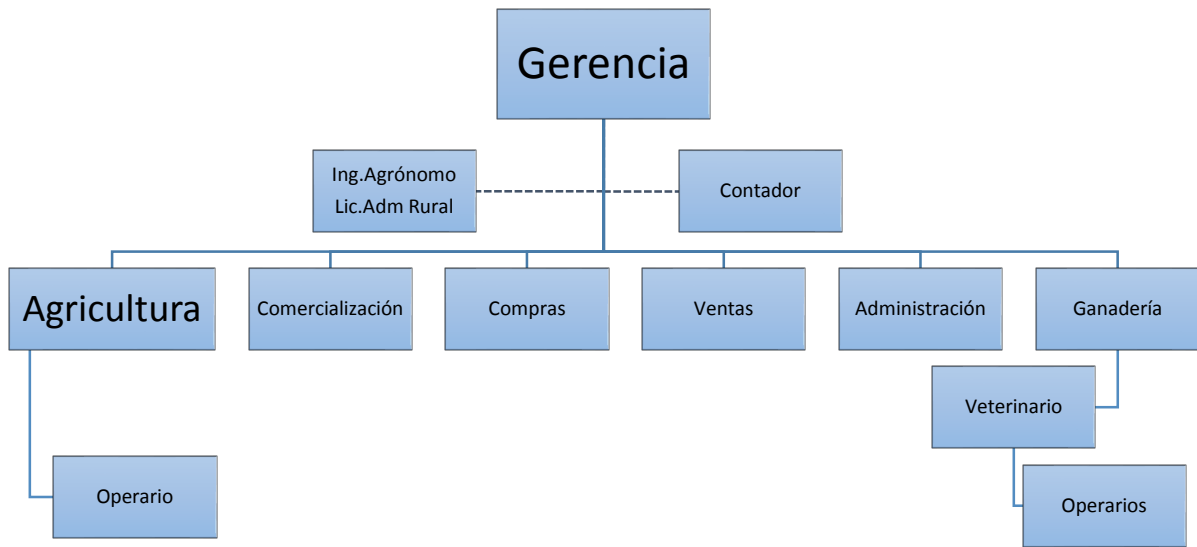 Gerencia
Ing.Agrónomo
Lic.Adm Rural
Contador
Agricultura
Comercialización
Compras
Ventas
Administración
Ganadería
Veterinario
Operario
Operarios